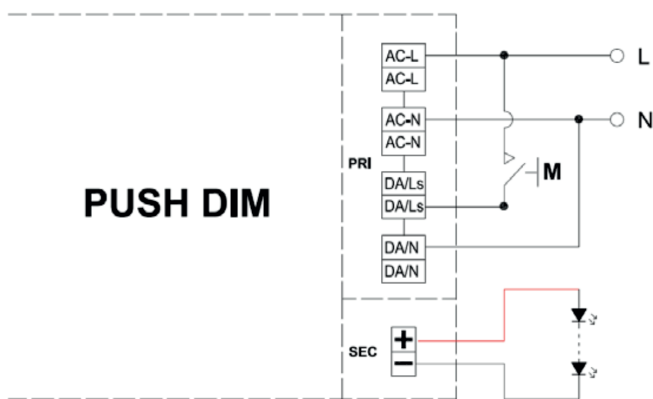 PUSH DIM
PRI
AC-L
AC-L
AC-N
AC-N
DA/Ls
DA/Ls
DA/N
DA/N
L
N
M
SEC
+
−